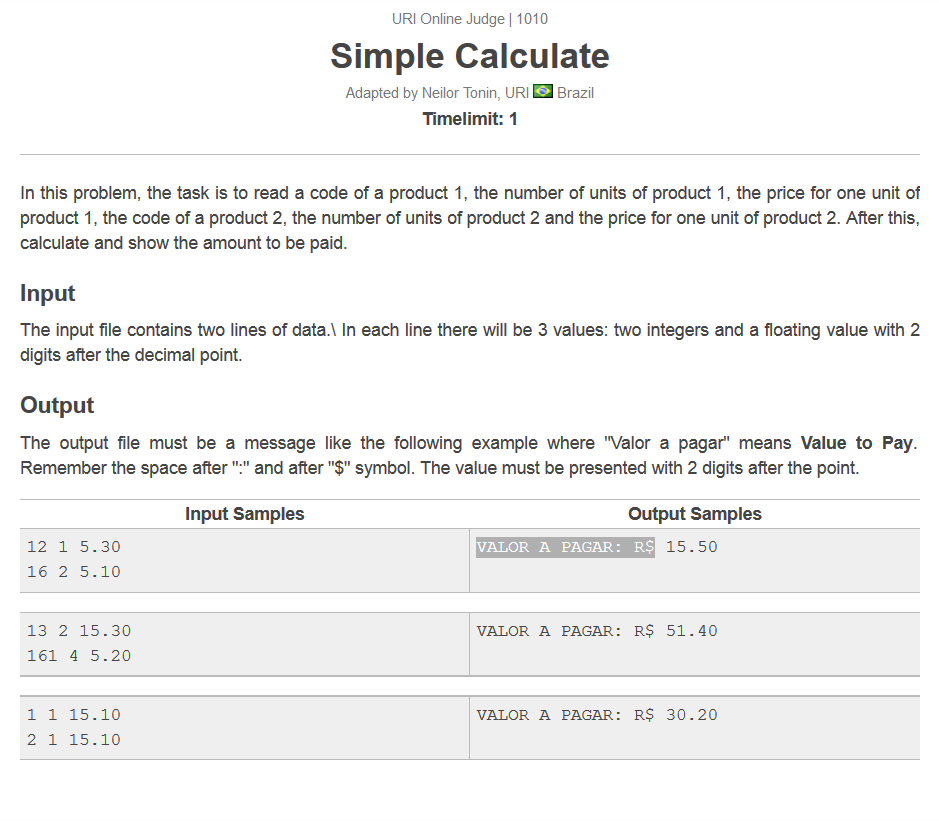 URI Online Judge | 1010
Simple Calculate
Adapted by Neilor Tonin, URI Brazil
Timelimit: 1
In this problem, the task is to read a code of a product 1, the number of units of product 1, the price for one unit of
product 1, the code of a product 2, the number of units of product 2 and the price for one unit of product 2. After this,
calculate and show the amount to be paid.
Input
The input file contains two lines of data.\ In each line there will be 3 values: two integers and a floating value with 2
digits after the decimal point.
Output
The output file must be a message like the following example where "Valor a pagar" means Value to Pay.
Remember the space after ":" and after "$" symbol. The value must be presented with 2 digits after the point.
Input Samples Output Samples
12 1 5.30 VALOR A PAGAR: R$ 15.50
16 2 5.10
13 2 15.30 VALOR A PAGAR: R$ 51.40
161 4 5.20
1 1 15.10 VALOR A PAGAR: R$ 30.20
2 1 15.10